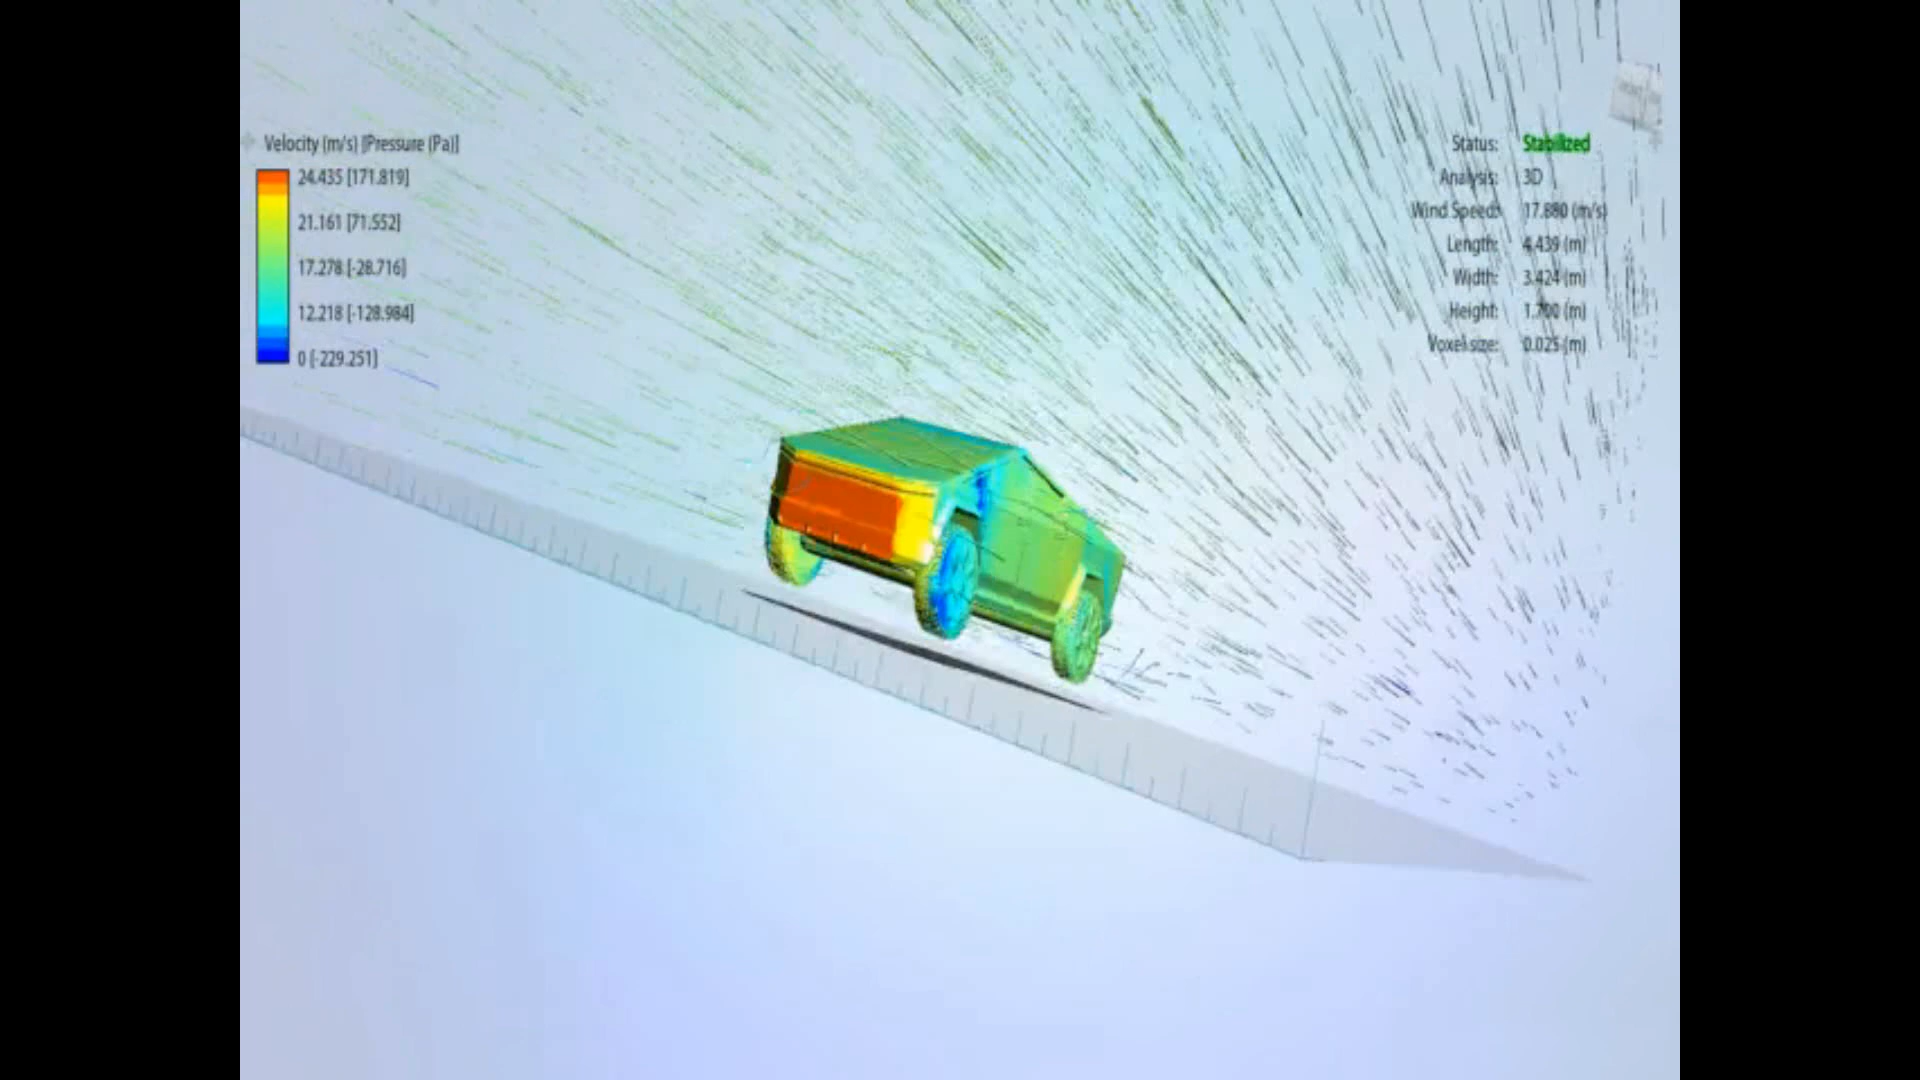 Velocity (m/s) [Pressure (Pa)]
24.435 [171.819]
21.161 [71.552]
17.278 [-28.716]
12.218 [-128.984]
0 [-229.251]
Status: Stabilized
Analysis: 3D
Wind Speed: 17.880 (m/s)
Length: 4.439 (m)
Width: 3.424 (m)
Height: 1.700 (m)
Voxel size: 0.025 (m)